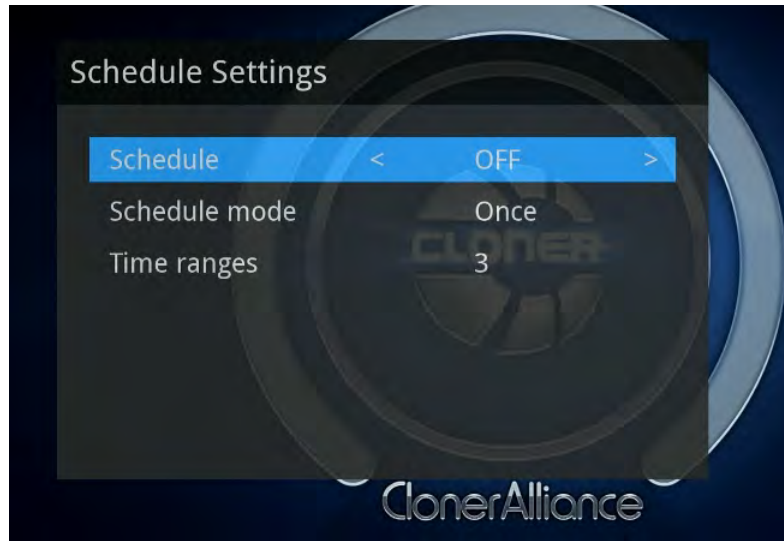 Schedule Settings
Schedule < OFF >
Schedule mode Once
Time ranges 3
CLONER
ClonerAlliance